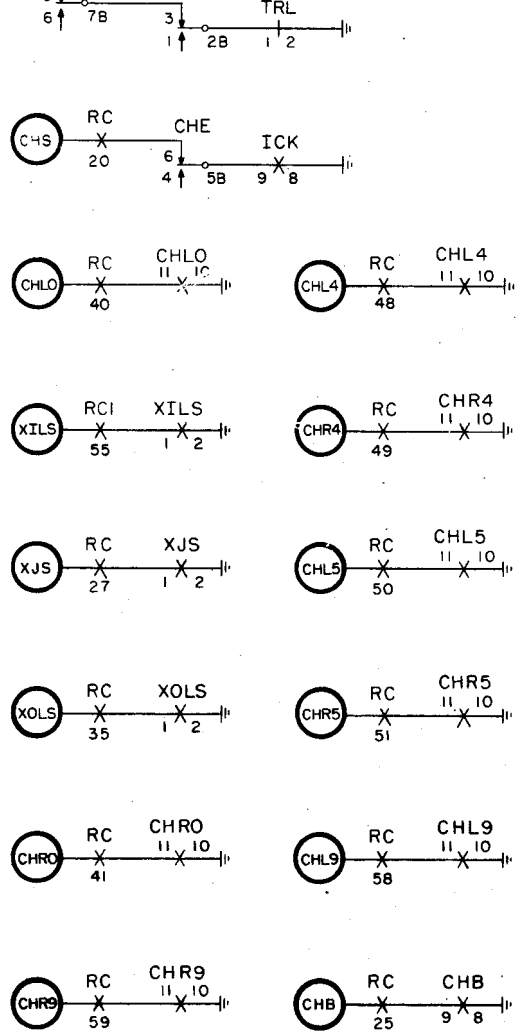 TRL
6 7B 3
1 2B 1 2
RC CHE
CHS 6 ICK
20 4 5B 9 8
RC CHLO
11 10
CHLO
40
RC CHL4
11 10
CHL4
48
RC1 XILS
XILS
55 1 2
RC CHR4
11 10
CHR4
49
RC XJS
XJS
27 1 2
RC CHL5
11 10
CHL5
50
RC XOLS
XOLS
35 1 2
RC CHR5
11 10
CHR5
51
RC CHRO
11 10
CHRO
41
RC CHL9
11 10
CHL9
58
RC CHR9
11 10
CHR9
59
RC CHB
CHB
25 9 8